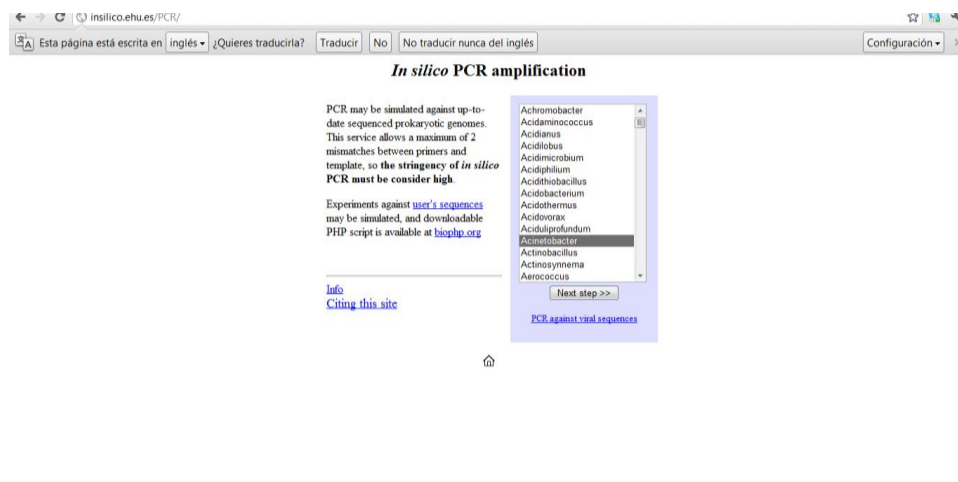 insilico.ehu.es/PCR/
Esta página está escrita en inglés ¿Quieres traducirla? Traducir No No traducir nunca del inglés Configuración
In silico PCR amplification
PCR may be simulated against up-to-
date sequenced prokaryotic genomes.
This service allows a maximum of 2
mismatches between primers and
template, so the stringency of in silico
PCR must be consider high.
Experiments against user's sequences
may be simulated, and downloadable
PHP script is available at biophp.org
Info
Citing this site
Achromobacter
Acidaminococcus
Acidianus
Acidilobus
Acidimicrobium
Acidiphilium
Acidithiobacillus
Acidobacterium
Acidothermus
Acidovorax
Aciduliprofundum
Acinetobacter
Actinobacillus
Actinosynnema
Aerococcus
Next step >>
PCR against viral sequences